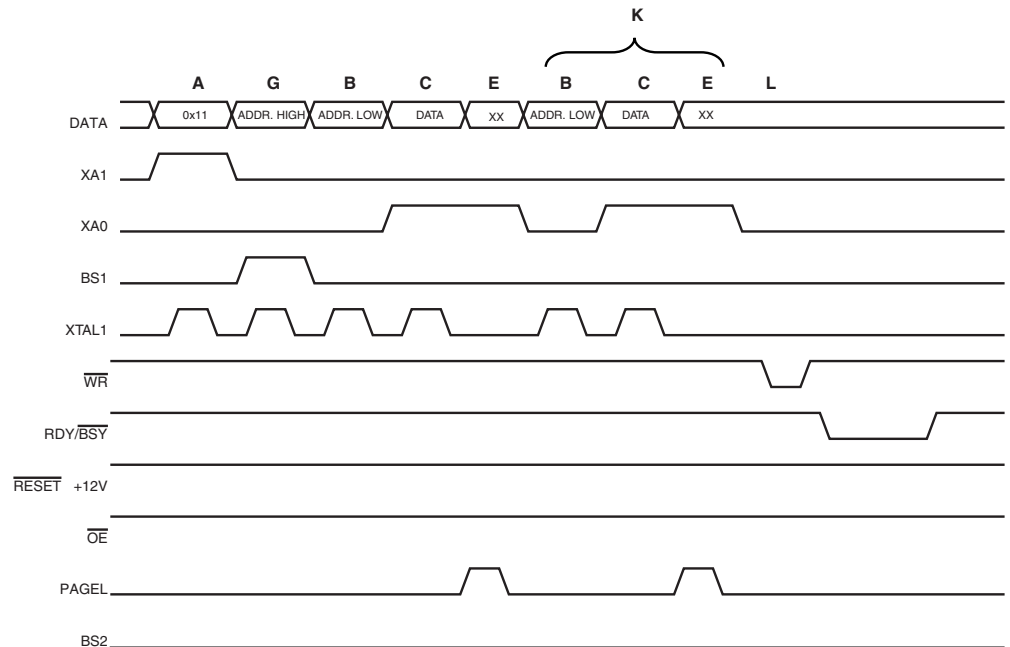 K
A G B C E B C E L
DATA 0x11 ADDR. HIGH ADDR. LOW DATA XX ADDR. LOW DATA XX
XA1
XA0
BS1
XTAL1
WR
RDY/BSY
RESET +12V
OE
PAGEL
BS2